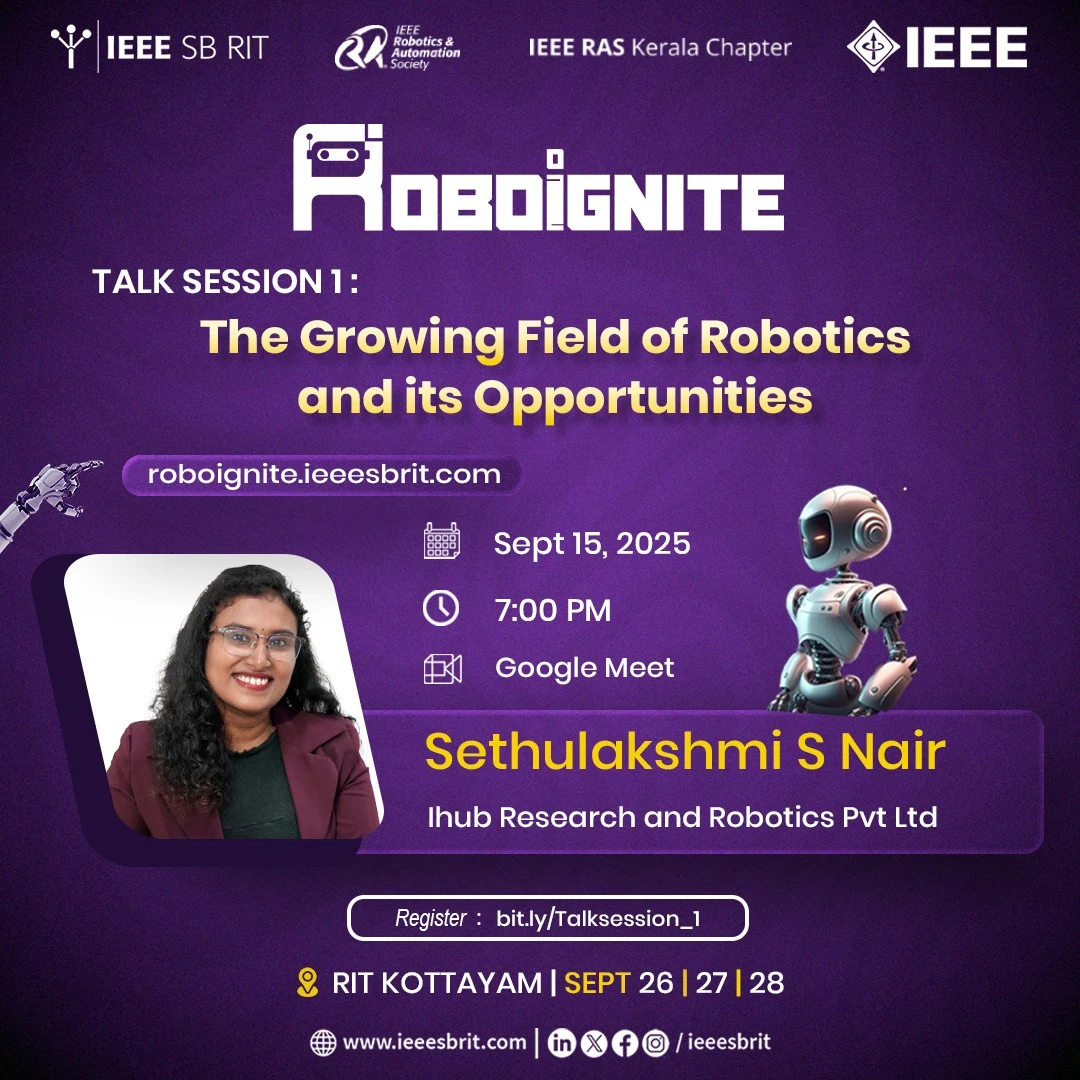 IEEE SB RIT
IEEE
Robotics &
Automation
Society
IEEE RAS Kerala Chapter
IEEE
ROBOIGNITE
TALK SESSION 1 :
The Growing Field of Robotics
and its Opportunities
roboignite.ieeesbrit.com
Sept 15, 2025
7:00 PM
Google Meet
Sethulakshmi S Nair
Ihub Research and Robotics Pvt Ltd
Register : bit.ly/Talksession_1
RIT KOTTAYAM | SEPT 26 | 27 | 28
www.ieeesbrit.com | in X f / ieeesbrit